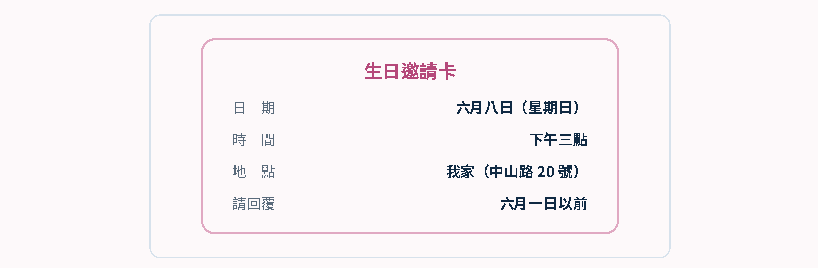 生日邀請卡
日　期　六月八日（星期日）
時　間　下午三點
地　點　我家（中山路 20 號）
請回覆　六月一日以前